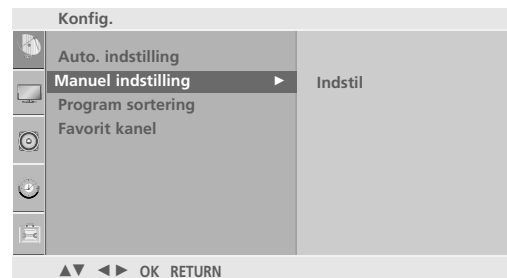 Konfig.
Auto. indstilling
Manuel indstilling ► Indstil
Program sortering
Favorit kanel
▲▼ ◄► OK RETURN